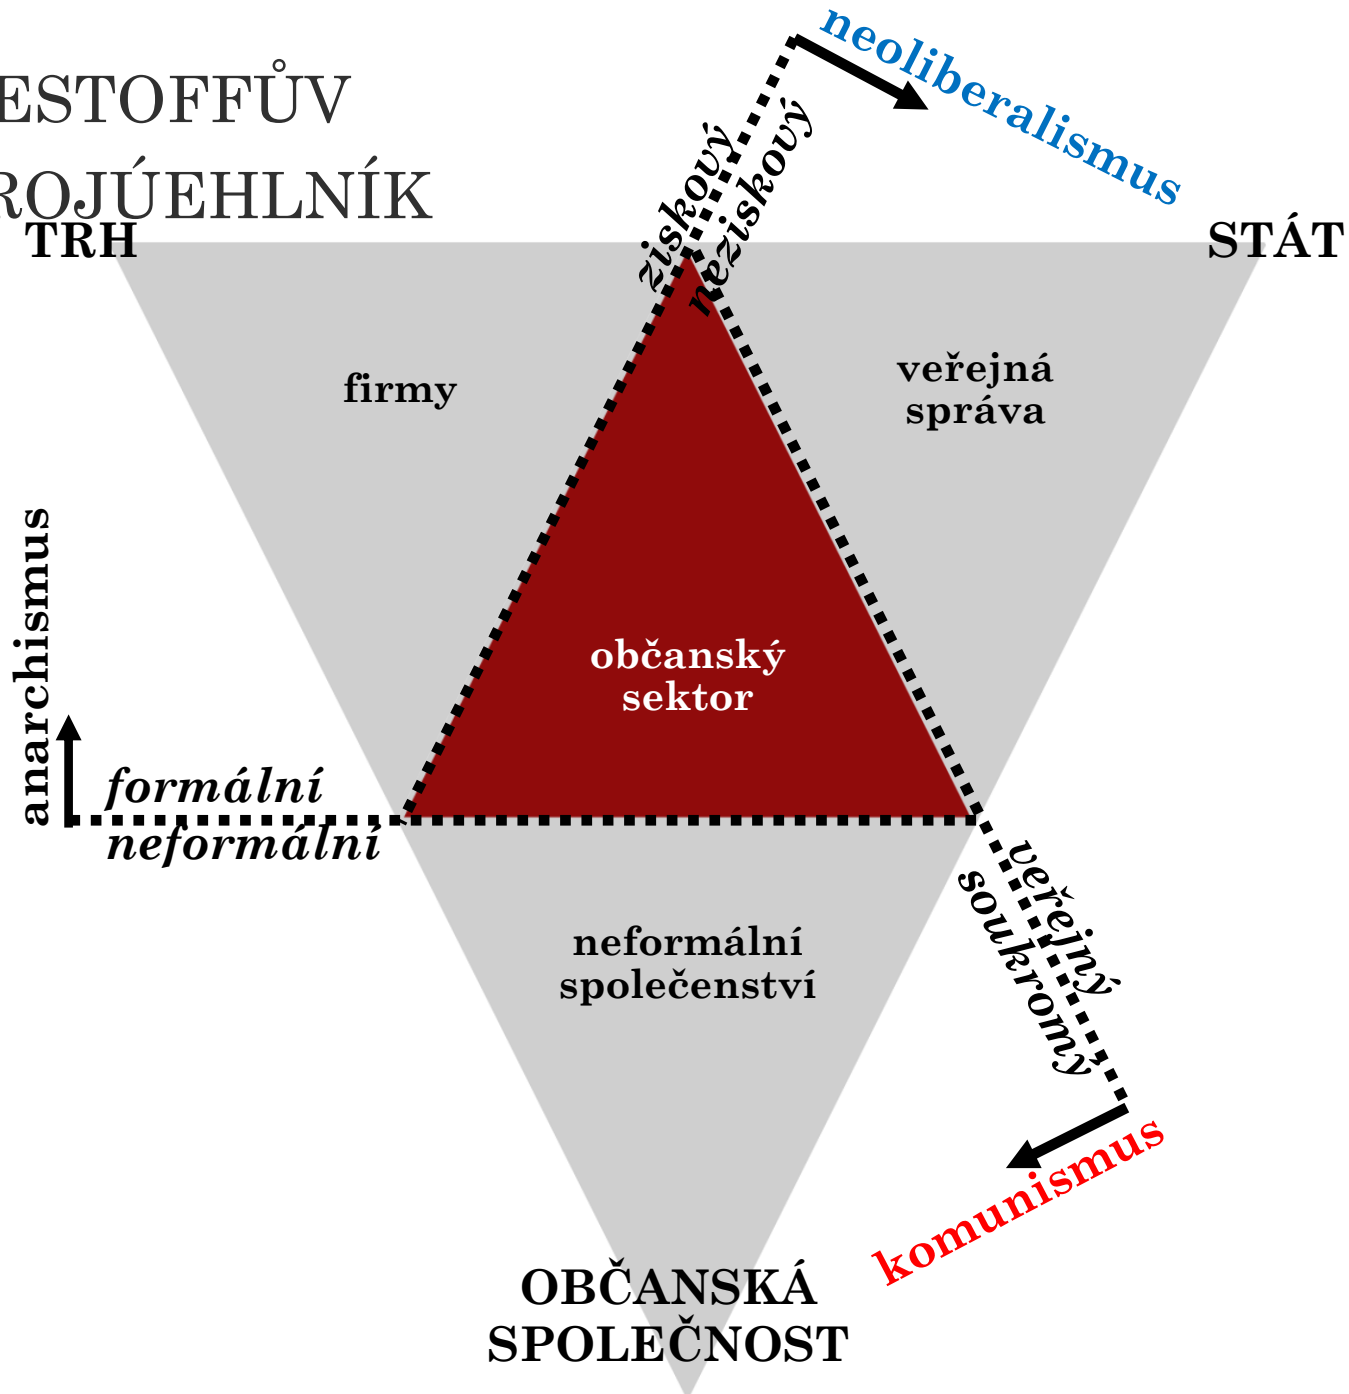 ESTOFFŮV
ROJÚEHLNÍK
neoliberalismus
ziskový
neziskový
TRH
STÁT
firmy
veřejná
správa
anarchismus
občanský
sektor
formální
neformální
veřejný
soukromý
neformální
společenství
komunismus
OBČANSKÁ
SPOLEČNOST